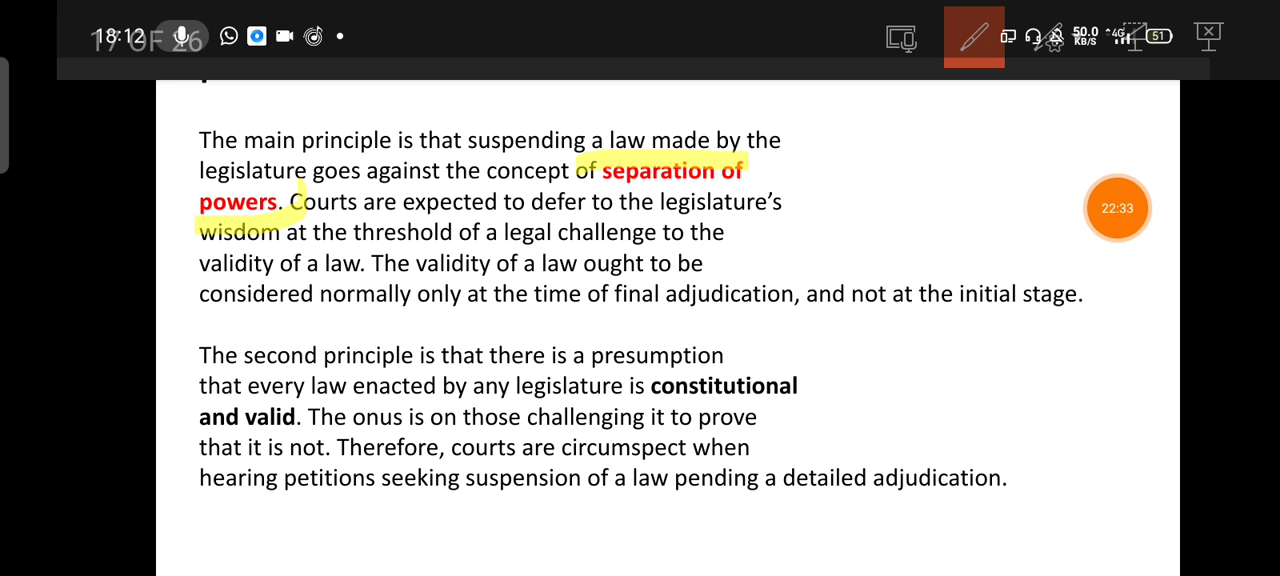 18:12
17 OF 26
50.0
KB/S
4G
51
The main principle is that suspending a law made by the
legislature goes against the concept of separation of
powers. Courts are expected to defer to the legislature’s
wisdom at the threshold of a legal challenge to the
validity of a law. The validity of a law ought to be
considered normally only at the time of final adjudication, and not at the initial stage.
22:33
The second principle is that there is a presumption
that every law enacted by any legislature is constitutional
and valid. The onus is on those challenging it to prove
that it is not. Therefore, courts are circumspect when
hearing petitions seeking suspension of a law pending a detailed adjudication.